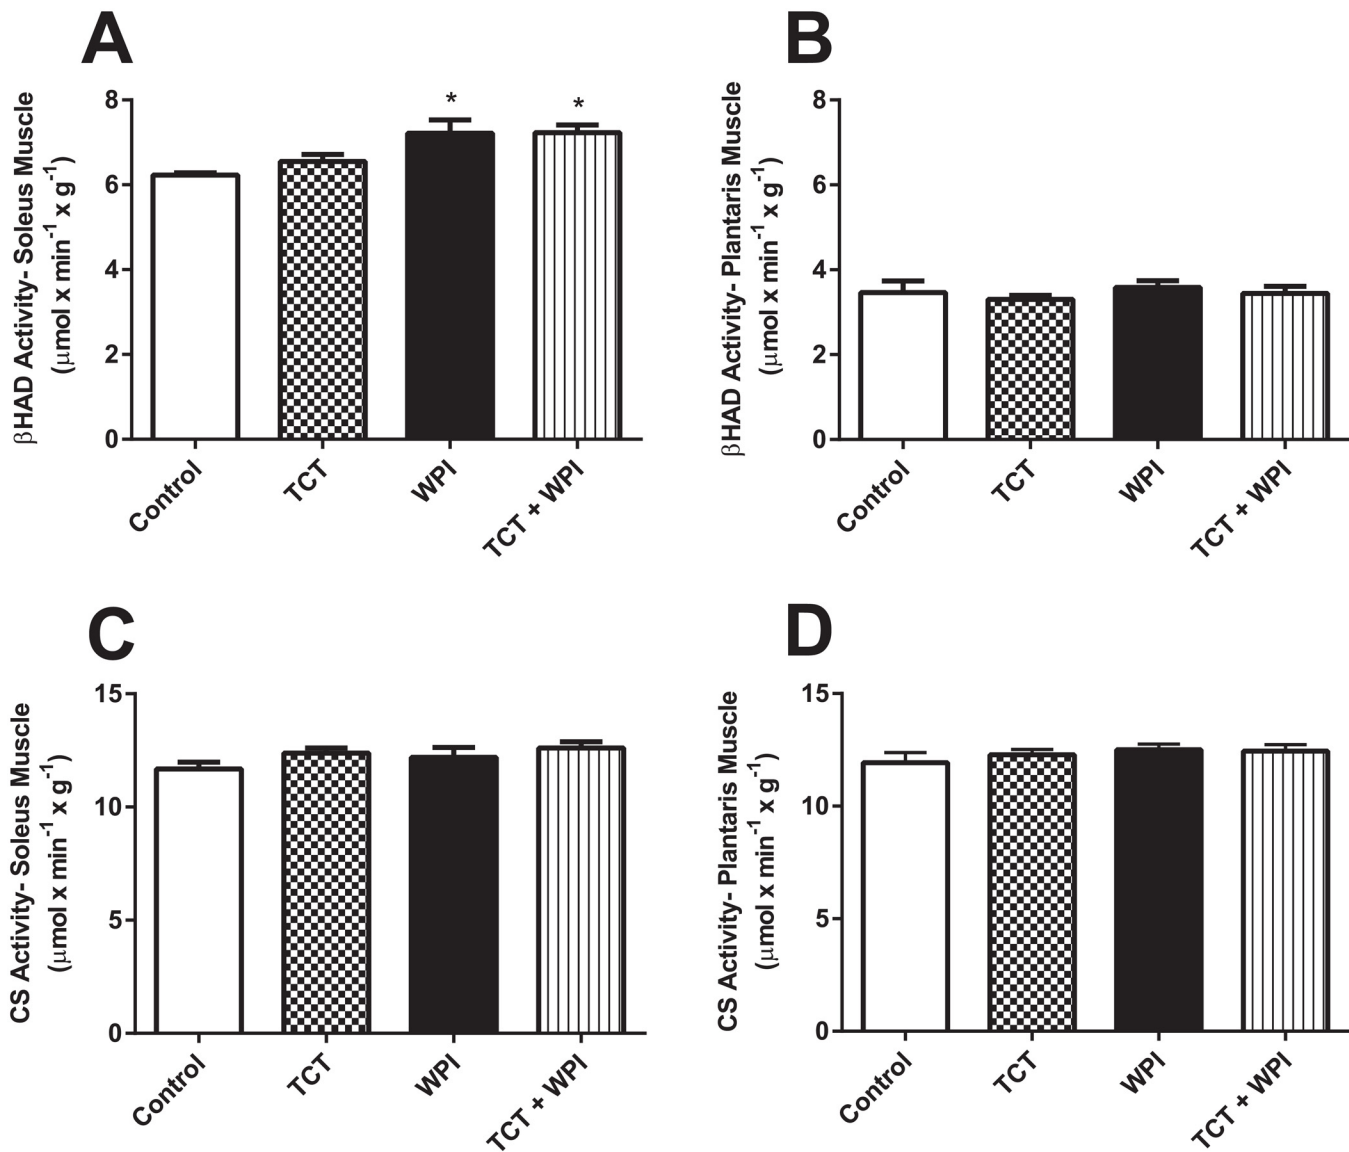 A
βHAD Activity- Soleus Muscle
(μmol x min⁻¹ x g⁻¹)
8
6
4
2
0
*
*
Control
TCT
WPI
TCT + WPI
B
βHAD Activity- Plantaris Muscle
(μmol x min⁻¹ x g⁻¹)
8
6
4
2
0
Control
TCT
WPI
TCT + WPI
C
CS Activity- Soleus Muscle
(μmol x min⁻¹ x g⁻¹)
15
10
5
0
Control
TCT
WPI
TCT + WPI
D
CS Activity- Plantaris Muscle
(μmol x min⁻¹ x g⁻¹)
15
10
5
0
Control
TCT
WPI
TCT + WPI